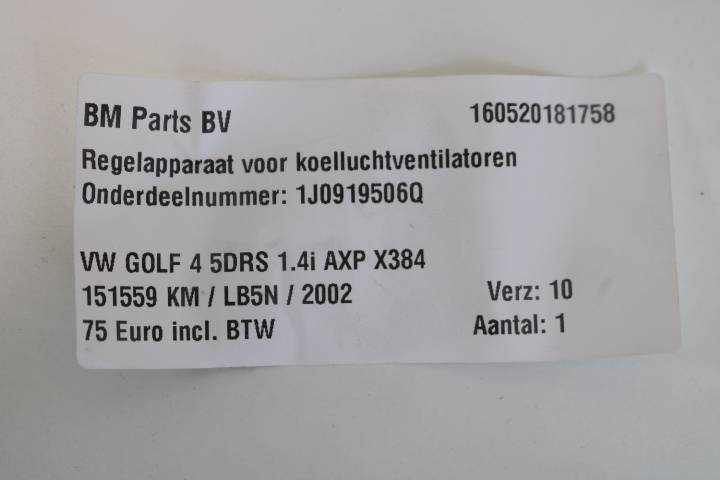 BM Parts BV 160520181758
Regelapparaat voor koelluchtventilatoren
Onderdeelnummer: 1J0919506Q
VW GOLF 4 5DRS 1.4i AXP X384
151559 KM / LB5N / 2002 Verz: 10
75 Euro incl. BTW Aantal: 1